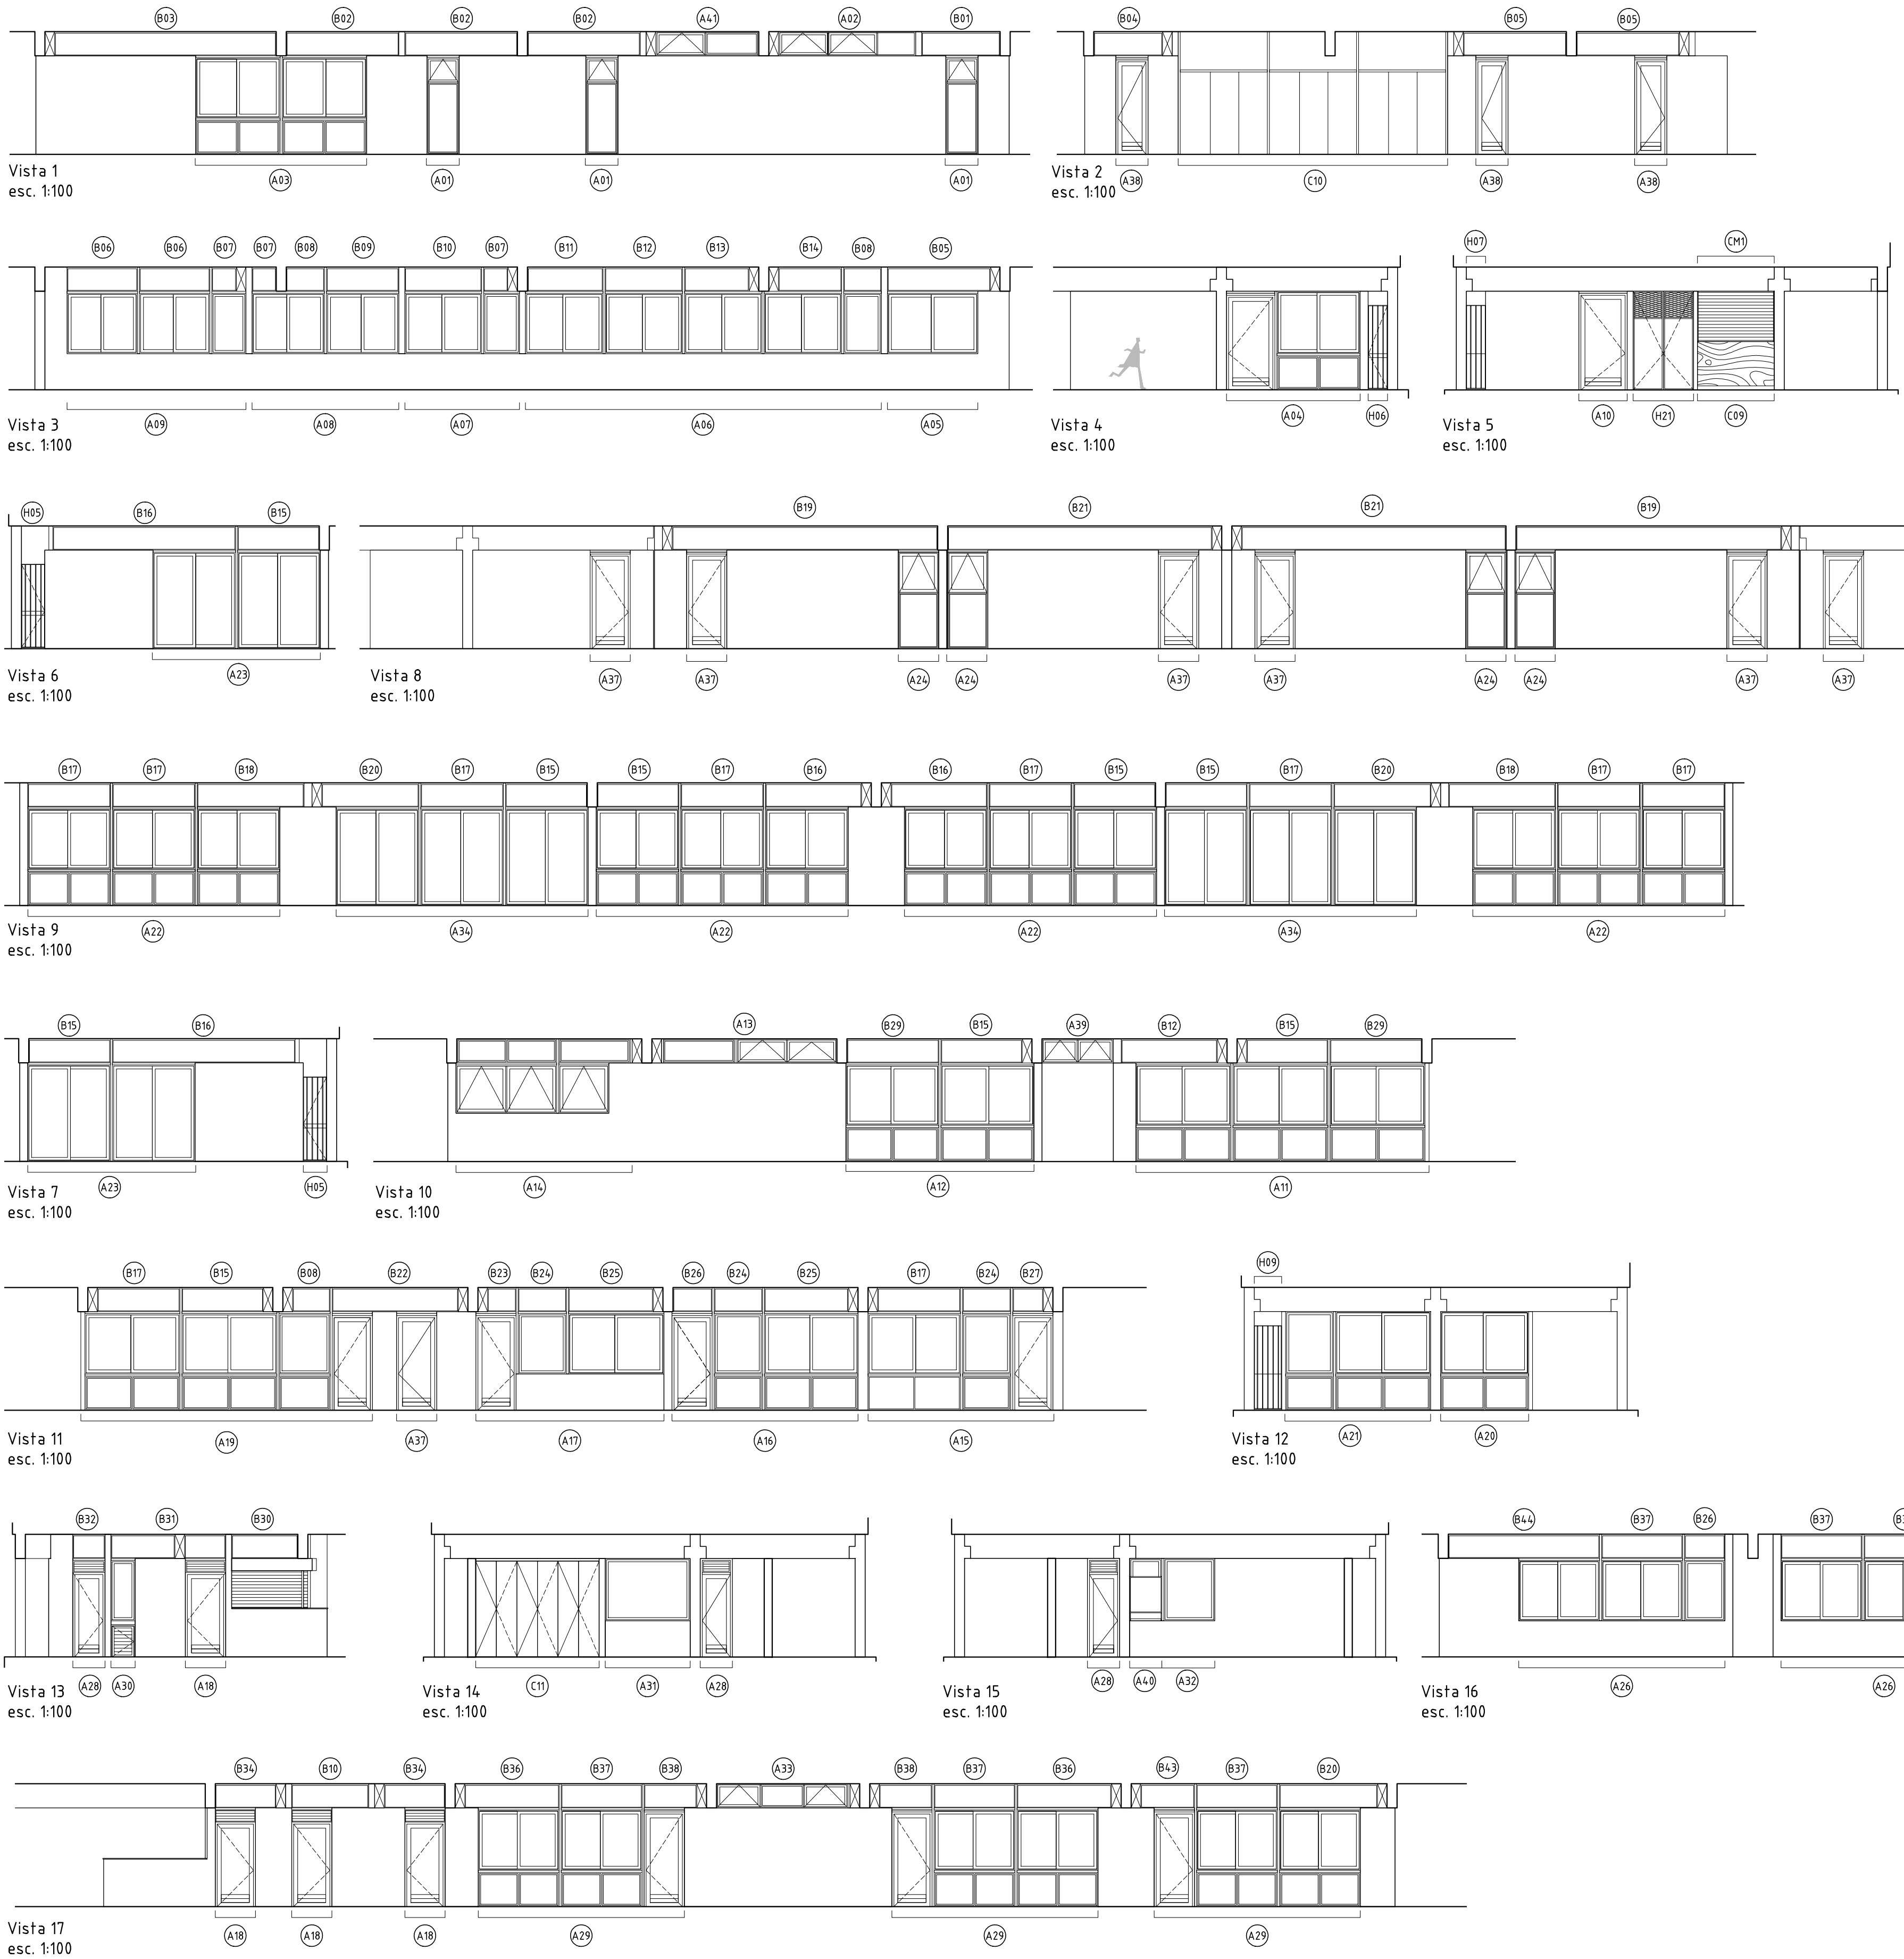 B03 B02 B02 B02 A41 A02 B01
A03 A01 A01 A01
Vista 1
esc. 1:100
B04 B05 B05
A38 C10 A38 A38
Vista 2
esc. 1:100
B06 B06 B07 B07 B08 B09 B10 B07 B11 B12 B13 B14 B08 B05
A09 A08 A07 A06 A05
Vista 3
esc. 1:100
A04 H06
Vista 4
esc. 1:100
H07 CM1
A10 H21 C09
Vista 5
esc. 1:100
H05 B16 B15
A23
Vista 6
esc. 1:100
B19 B21 B21 B19
A37 A37 A24 A24 A37 A37 A24 A24 A37 A37
Vista 8
esc. 1:100
B17 B17 B18 B20 B17 B15 B15 B17 B16 B16 B17 B15 B15 B17 B20 B18 B17 B17
A22 A34 A22 A22 A34 A22
Vista 9
esc. 1:100
B15 B16
A23 H05
Vista 7
esc. 1:100
A13 B29 B15 A39 B12 B15 B29
A14 A12 A11
Vista 10
esc. 1:100
B17 B15 B08 B22 B23 B24 B25 B26 B24 B25 B17 B24 B27
A19 A37 A17 A16 A15
Vista 11
esc. 1:100
H09
A21 A20
Vista 12
esc. 1:100
B32 B31 B30
A28 A30 A18
Vista 13
esc. 1:100
C11 A31 A28
Vista 14
esc. 1:100
A28 A40 A32
Vista 15
esc. 1:100
B44 B37 B26 B37
A26 A26
Vista 16
esc. 1:100
B34 B10 B34 B36 B37 B38 A33 B38 B37 B36 B43 B37 B20
A18 A18 A18 A29 A29 A29
Vista 17
esc. 1:100